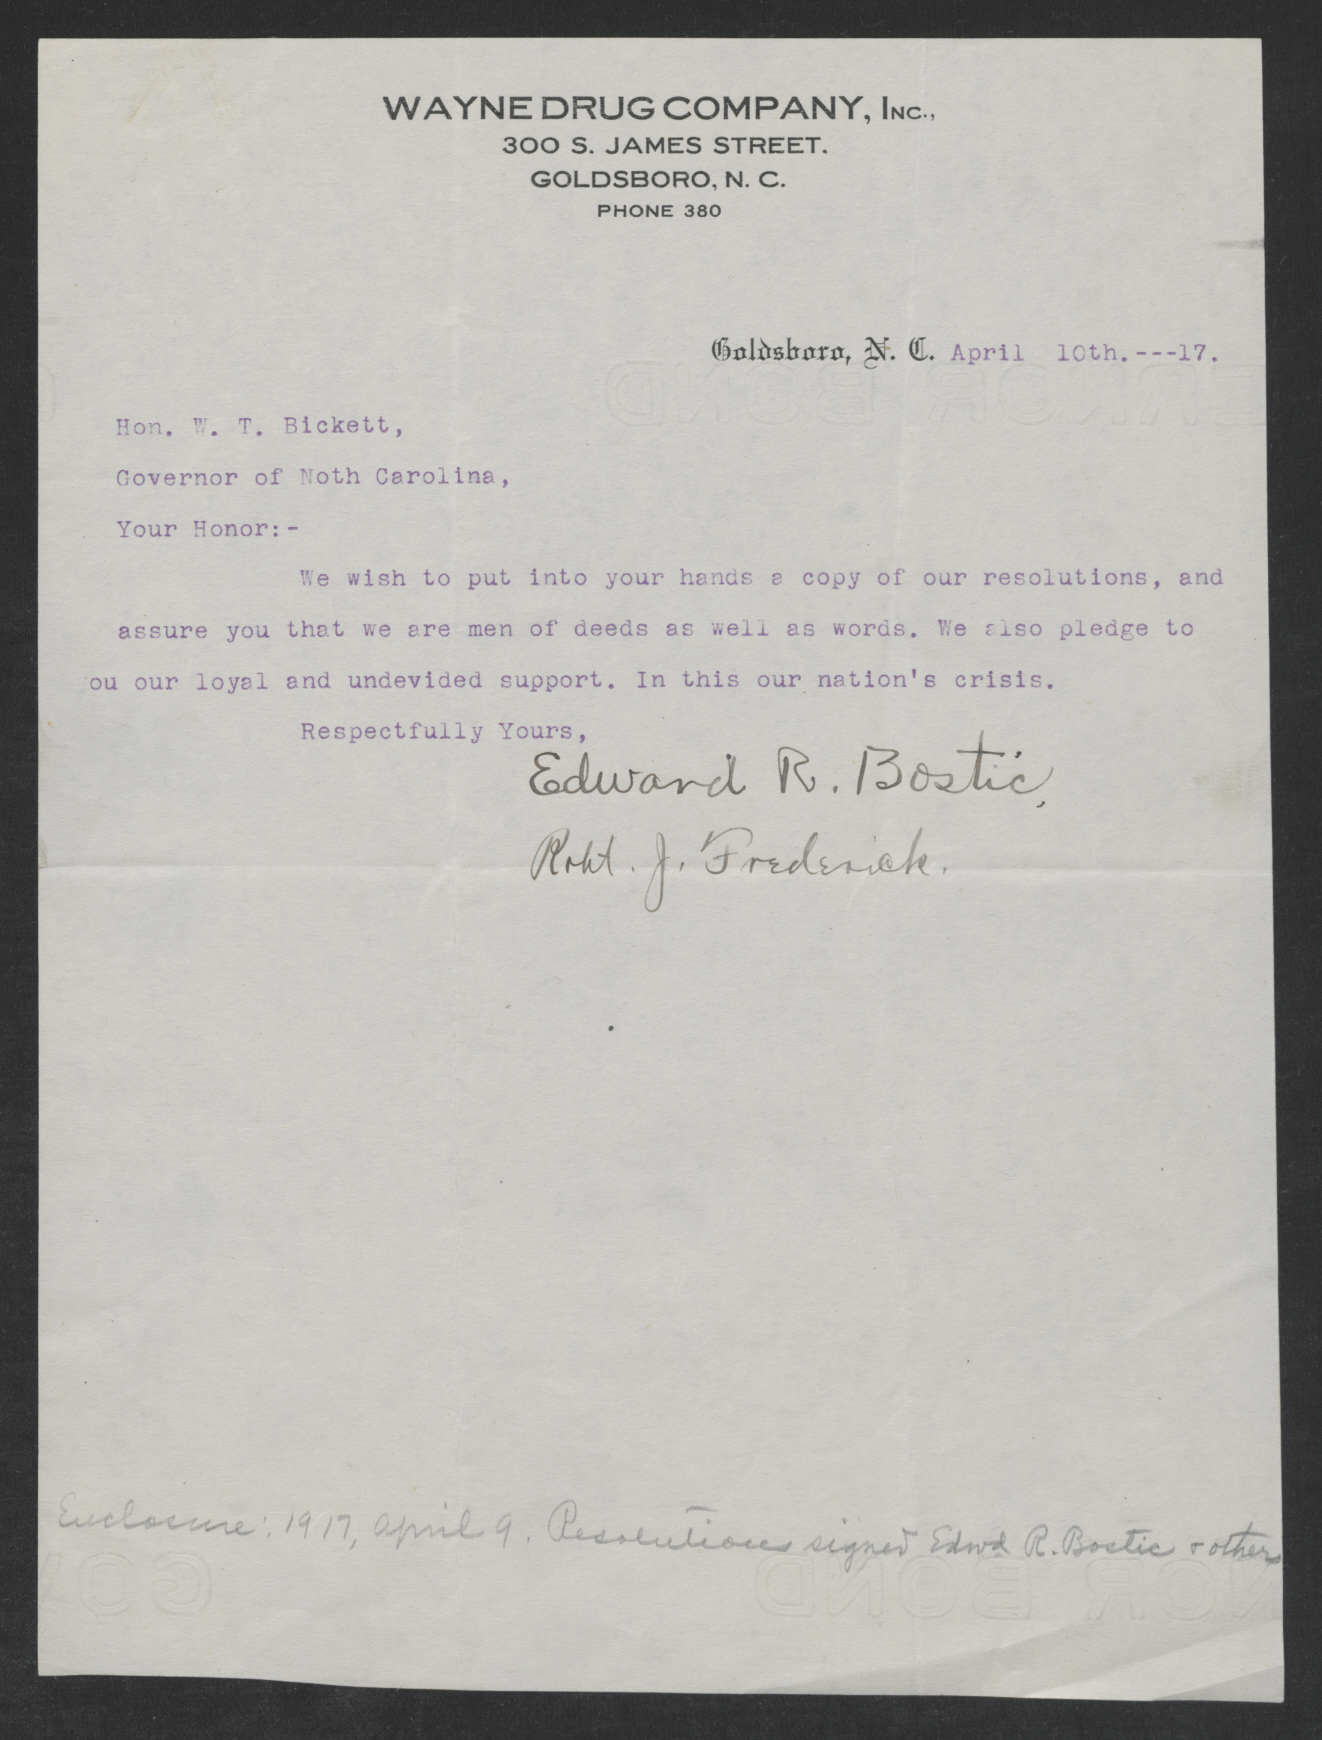 WAYNE DRUG COMPANY, INC.,
300 S. JAMES STREET.
GOLDSBORO, N. C.
PHONE 380
Goldsboro, N. C. April 10th.---17.
Hon. W. T. Bickett,
Governor of Noth Carolina,
Your Honor:-
We wish to put into your hands a copy of our resolutions, and
assure you that we are men of deeds as well as words. We also pledge to
ou our loyal and undevided support. In this our nation's crisis.
Respectfully Yours,
Edward R. Bostic,
Robt. J. Frederick.
Enclosure: 1917, April 9. Resolutions signed Edwd R. Bostic + others